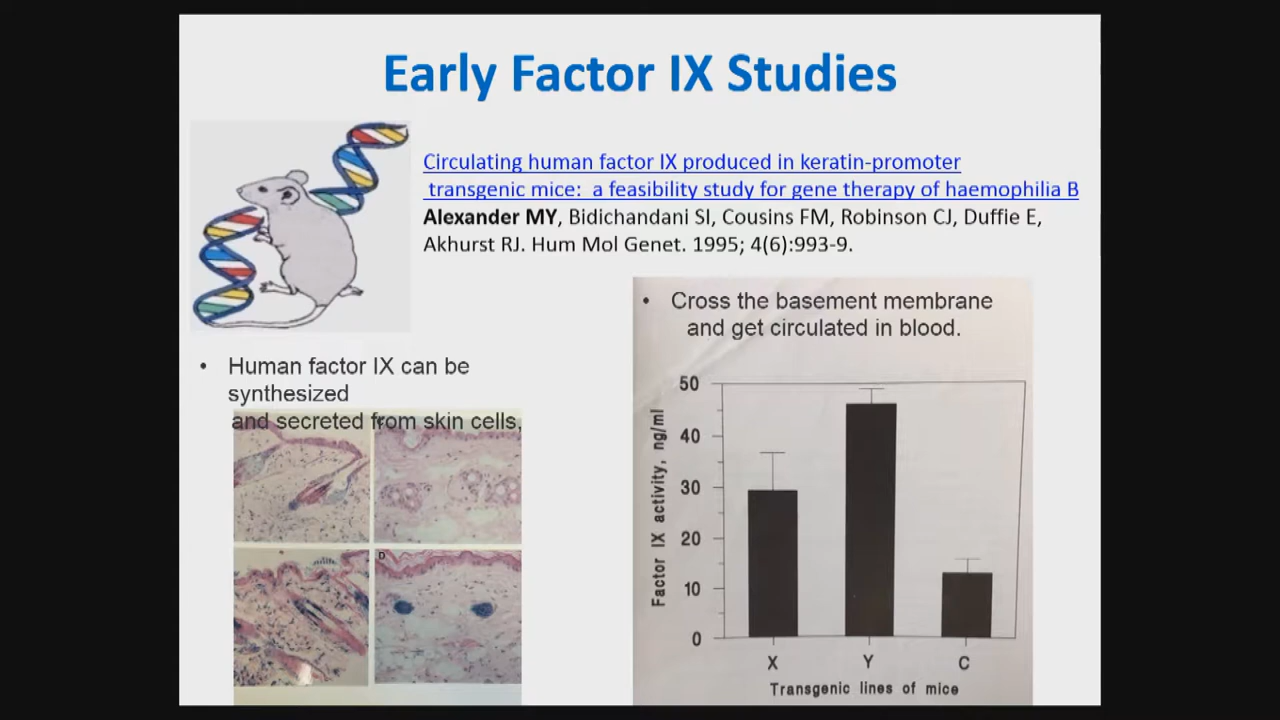 Early Factor IX Studies
Circulating human factor IX produced in keratin-promoter
transgenic mice: a feasibility study for gene therapy of haemophilia B
Alexander MY, Bidichandani SI, Cousins FM, Robinson CJ, Duffie E,
Akhurst RJ. Hum Mol Genet. 1995; 4(6):993-9.
• Human factor IX can be
synthesized
and secreted from skin cells.
D
• Cross the basement membrane
and get circulated in blood.
Factor IX activity, ng/ml
50
40
30
20
10
0
X Y C
Transgenic lines of mice